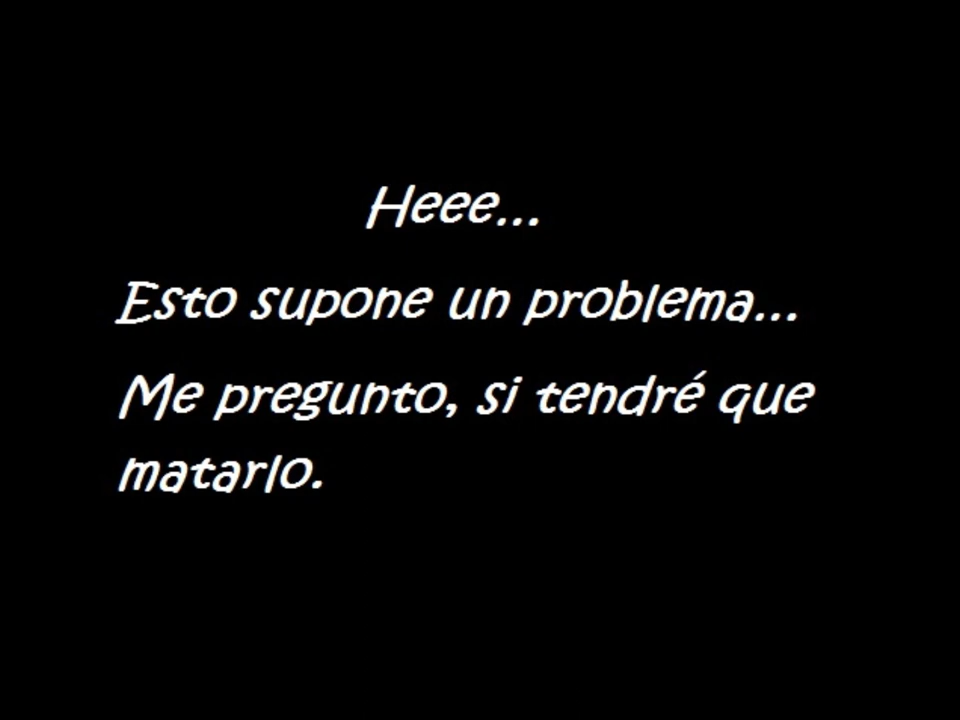 Heee...
Esto supone un problema...
Me pregunto, si tendré que
matarlo.